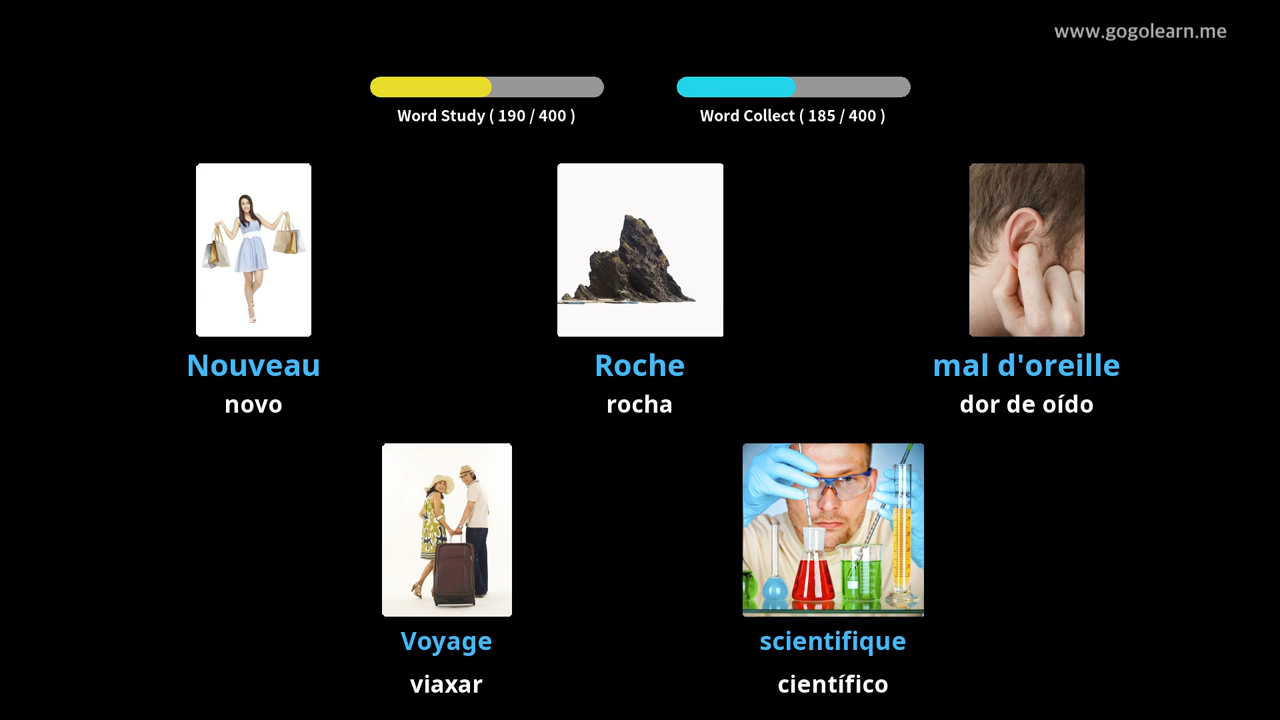 www.gogolearn.me
Word Study ( 190 / 400 )
Word Collect ( 185 / 400 )
Nouveau
novo
Roche
rocha
mal d'oreille
dor de oído
Voyage
viaxar
scientifique
científico